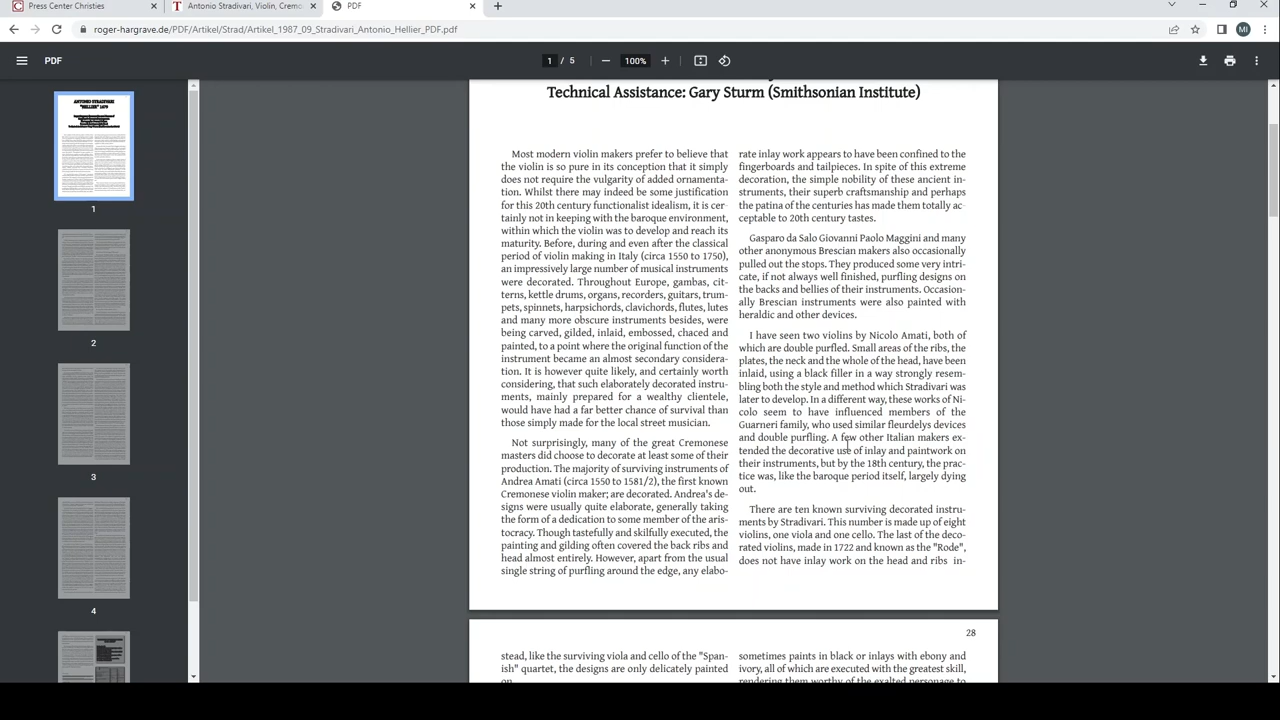 Press Center Christies
Antonio Stradivari, Violin, Cremo
PDF
roger-hargrave.de/PDF/Artikel/Strad/Artikel_1987_09_Stradivari_Antonio_Hellier_PDF.pdf
MI
PDF
1 / 5
100%
ANTONIO STRADIVARI
"HELLIER" 1679
1
2
3
4
Technical Assistance: Gary Sturm (Smithsonian Institute)
Most modern violin makers prefer to believe that
the violin is so pure in its conception that it simply
does not require the vulgarity of added ornamenta-
tion. Whilst there may indeed be some justification
for this 20th century functionalist idealism, it is cer-
tainly not in keeping with the baroque environment,
within which the violin was to develop and reach its
maturity. Before, during and even after the classical
period of violin making in Italy (circa 1550 to 1750),
an impressively large number of musical instruments
were decorated. Throughout Europe, gambas, cit-
terns, kettle drums, organs, recorders, guitars, trum-
pets, spinnets, harpsichords, clavichords, flutes, lutes
and many more obscure instruments besides, were
being carved, gilded, inlaid, embossed, chaced and
painted, to a point where the original function of the
instrument became an almost secondary considera-
tion. It is however quite likely, and certainly worth
considering, that such elaborately decorated instru-
ments, mainly prepared for a wealthy clientele,
would have had a far better chance of survival than
those simply made for the local street musician.
Not surprisingly, many of the great Cremonese
masters did choose to decorate at least some of their
production. The majority of surviving instruments of
Andrea Amati (circa 1550 to 1581/2), the first known
Cremonese violin maker; are decorated. Andrea's de-
signs were usually quite elaborate, generally taking
the form of a dedication to some member of the aris-
tocracy. Though tastefully and skilfully executed, the
painting and gilding often covered the back ribs and
head almost entirely. However, apart from the usual
single string of purfling around the edge, any elabo-
rate inlay work appears to have been confined to the
fingerboards and tailpieces. In spite of this extreme
decoration, the simple nobility of these ancient in-
struments, their superb craftsmanship and perhaps
the patina of the centuries has made them totally ac-
ceptable to 20th century tastes.
Gasparo da Salo Giovanni Paolo Maggini and many
other anonymous Brescian makers also occasionally
pulled out the stops. They produced some very intri-
cate, if not always well finished, purfling designs on
the backs and bellies of their instruments. Occasion-
ally Brescian instruments were also painted with
heraldic and other devices.
I have seen two violins by Nicolo Amati, both of
which are double purfled. Small areas of the ribs, the
plates, the neck and the whole of the head, have been
inlaid, using a black filler in a way strongly resem-
bling both the style and method which Stradivari was
later to develop. In a different way, these works of Ni-
colo seem to have influenced members of the
Guarneri family, who used similar fleurdelys devices
and double purfling. A few other Italian makers ex-
tended the decorative use of inlay and paintwork on
their instruments, but by the 18th century, the prac-
tice was, like the baroque period itself, largely dying
out.
There are ten known surviving decorated instru-
ments by Stradivari. This number is made up of eight
violins, one viola and one cello. The last of the deco-
rated violins, made in 1722 and known as the "Rode",
does not have inlay work on the head and ribs in-
28
stead, like the surviving viola and cello of the "Span-
ish" quartet, the designs are only delicately painted
on
sometimes paints in black or inlays with ebony and
ivory, all of which are executed with the greatest skill,
rendering them worthy of the exalted personage to